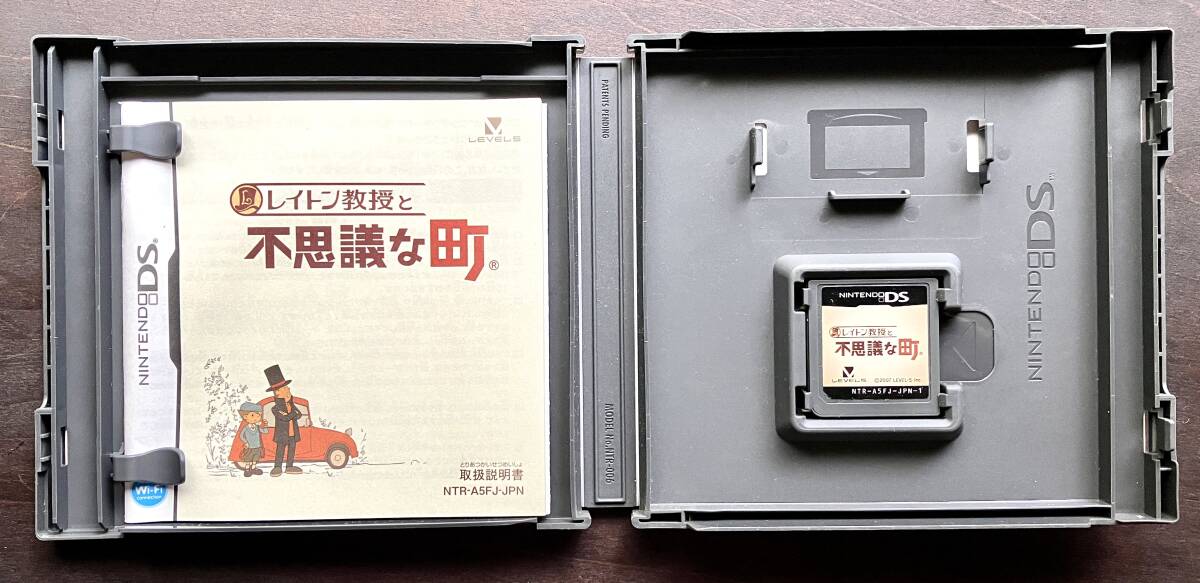 LEVEL5
L レイトン教授と
不思議な町®
NINTENDO DS®
とりあつかいせつめいしょ
取扱説明書
NTR-A5FJ-JPN
Wi-Fi
CONNECTION
PATENTS PENDING
MODEL No. NTR-006
NINTENDO DS™
NINTENDO DS
レイトン教授と
不思議な町®
LEVEL5
©2007 LEVEL-5 Inc.
NTR-A5FJ-JPN-1